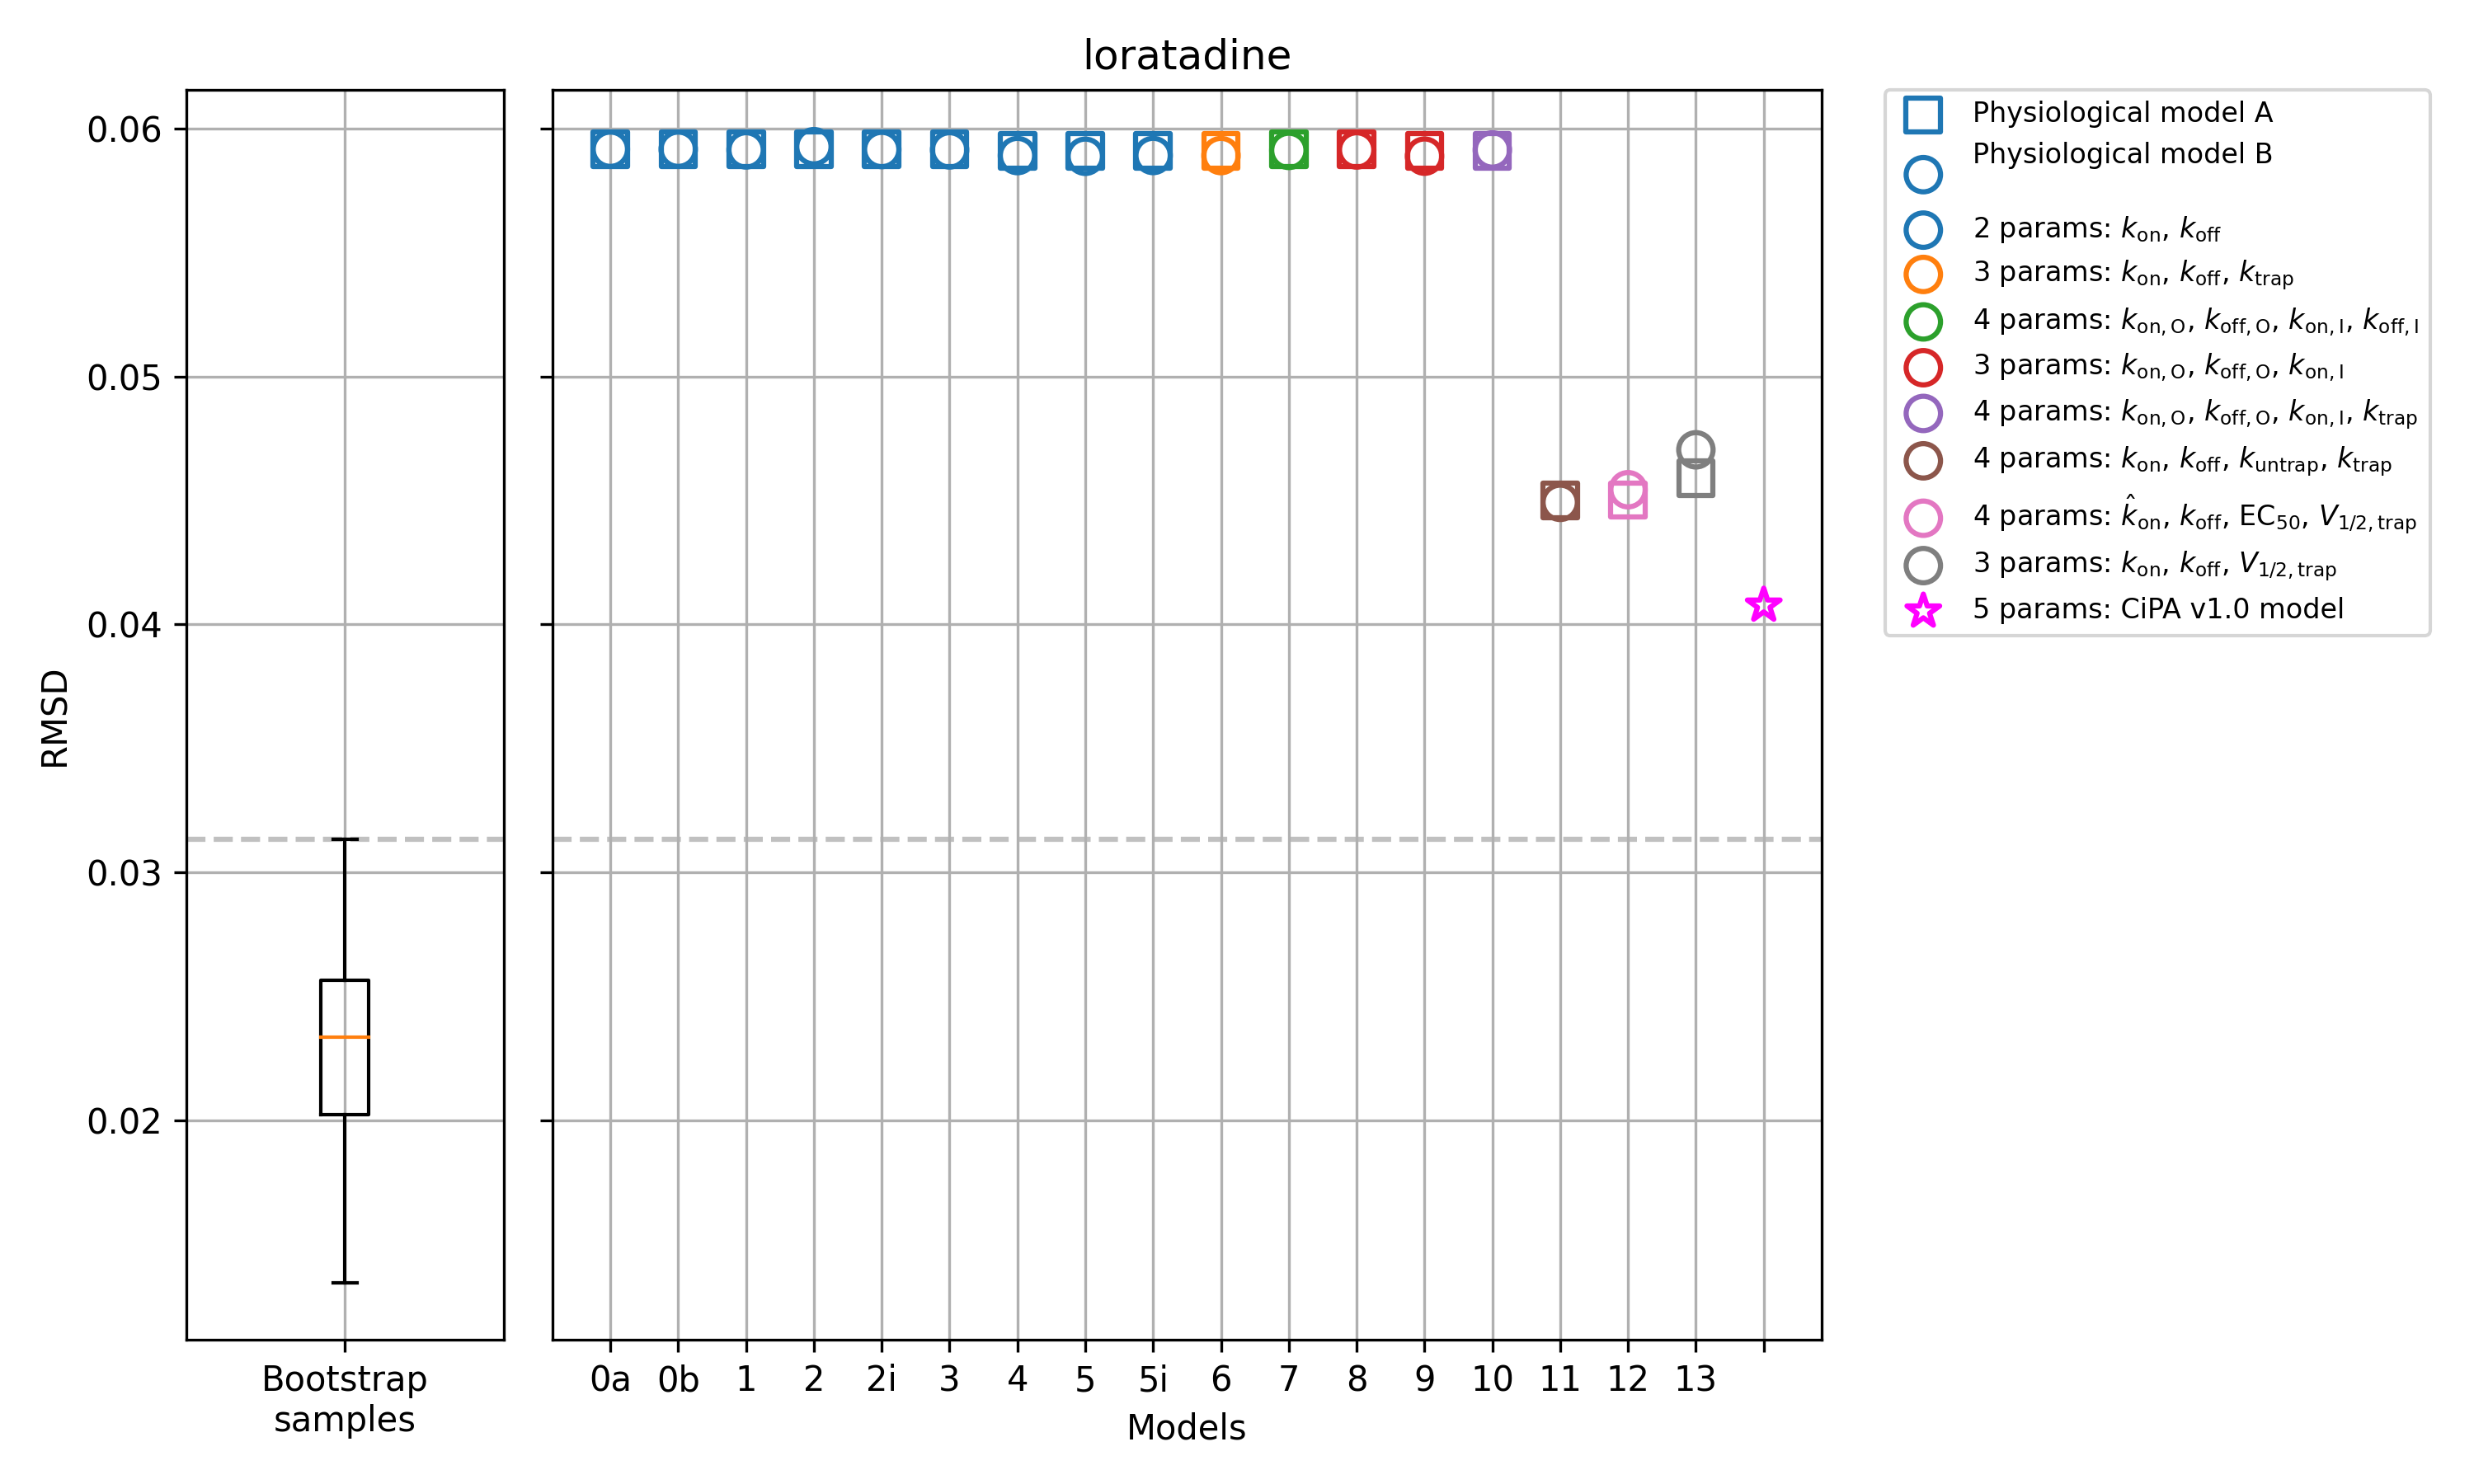 loratadine
RMSD
0.06
0.05
0.04
0.03
0.02
Bootstrap
samples
0a 0b 1 2 2i 3 4 5 5i 6 7 8 9 10 11 12 13
Models
Physiological model A
Physiological model B
2 params: k_on, k_off
3 params: k_on, k_off, k_trap
4 params: k_on,O, k_off,O, k_on,I, k_off,I
3 params: k_on,O, k_off,O, k_on,I
4 params: k_on,O, k_off,O, k_on,I, k_trap
4 params: k_on, k_off, k_untrap, k_trap
4 params: k̂_on, k_off, EC_50, V_1/2,trap
3 params: k_on, k_off, V_1/2,trap
5 params: CiPA v1.0 model